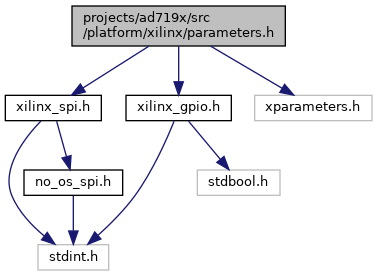 projects/ad719x/src
/platform/xilinx/parameters.h
xilinx_spi.h
xilinx_gpio.h
xparameters.h
no_os_spi.h
stdbool.h
stdint.h